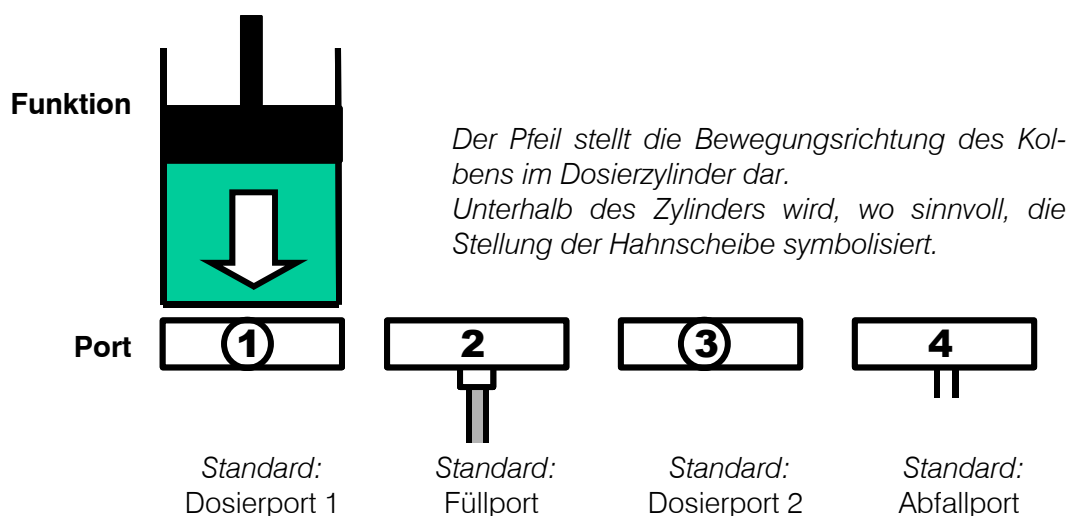 Funktion
Der Pfeil stellt die Bewegungsrichtung des Kol-
bens im Dosierzylinder dar.
Unterhalb des Zylinders wird, wo sinnvoll, die
Stellung der Hahnscheibe symbolisiert.
Port
1
2
3
4
Standard:
Dosierport 1
Standard:
Füllport
Standard:
Dosierport 2
Standard:
Abfallport